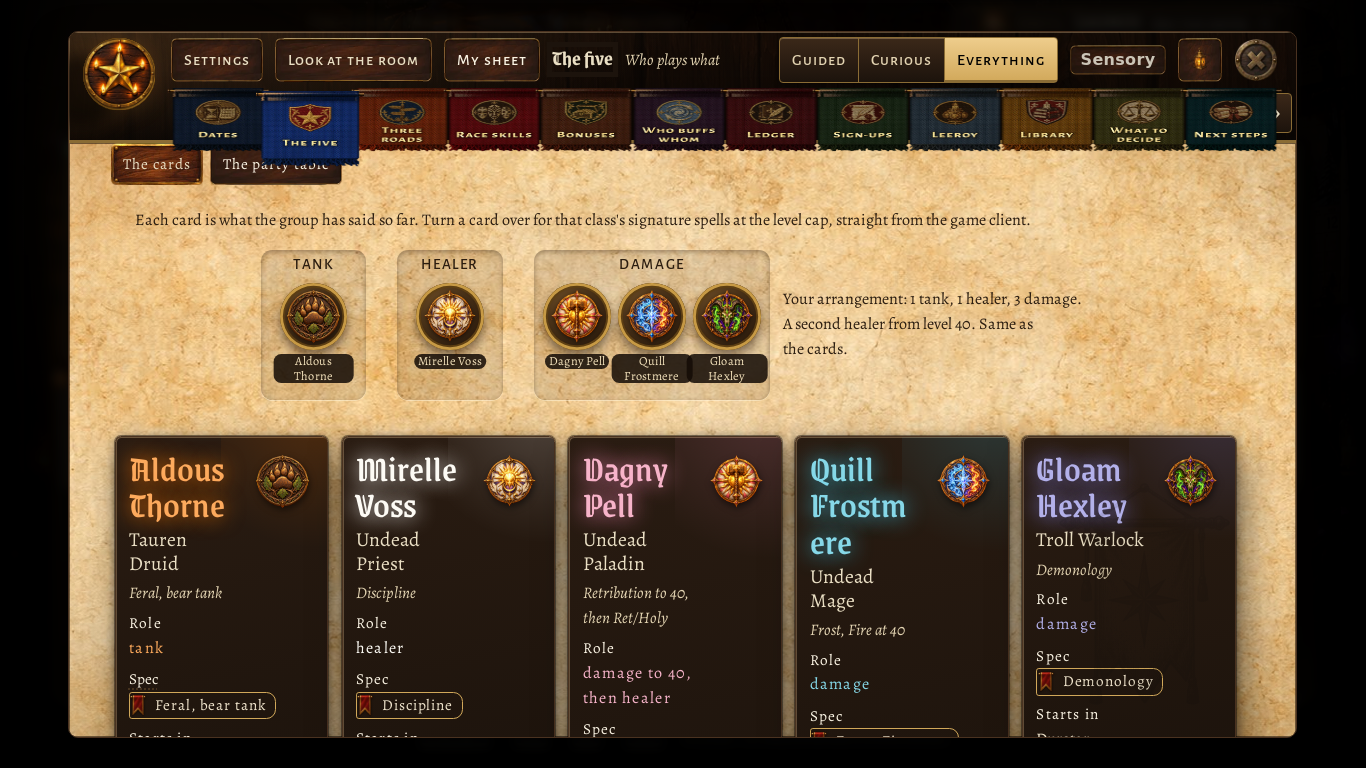 Settings
Look at the room
My sheet
The five
Who plays what
Guided
Curious
Everything
Sensory
Dates
The five
Three roads
Race skills
Bonuses
Who buffs whom
Ledger
Sign-ups
Leeroy
Library
What to decide
Next steps
The cards
The party table
Each card is what the group has said so far. Turn a card over for that class's signature spells at the level cap, straight from the game client.
TANK
HEALER
DAMAGE
Aldous
Thorne
Mirelle Voss
Dagny Pell
Quill
Frostmere
Gloam
Hexley
Your arrangement: 1 tank, 1 healer, 3 damage.
A second healer from level 40. Same as
the cards.
Aldous
Thorne
Tauren
Druid
Feral, bear tank
Role
tank
Spec
Feral, bear tank
Starts in
Mirelle
Voss
Undead
Priest
Discipline
Role
healer
Spec
Discipline
Starts in
Dagny
Pell
Undead
Paladin
Retribution to 40,
then Ret/Holy
Role
damage to 40,
then healer
Spec
Quill
Frostm
ere
Undead
Mage
Frost, Fire at 40
Role
damage
Spec
Gloam
Hexley
Troll Warlock
Demonology
Role
damage
Spec
Demonology
Starts in